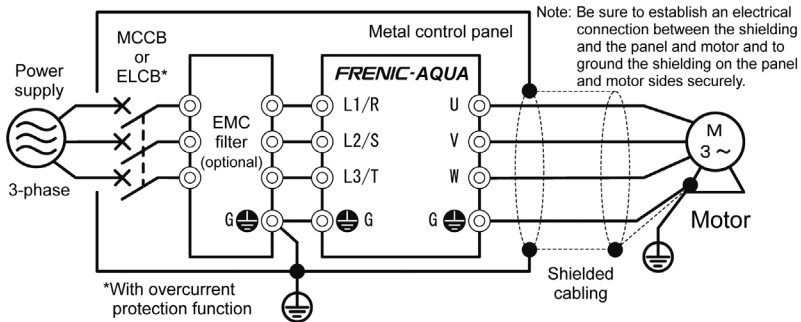 Note: Be sure to establish an electrical
connection between the shielding
and the panel and motor and to
ground the shielding on the panel
and motor sides securely.
Metal control panel
MCCB
or
ELCB*
Power
supply
3-phase
EMC
filter
(optional)
FRENIC-AQUA
L1/R
U
L2/S
V
L3/T
W
G
G
G
M
3 ~
Motor
Shielded
cabling
*With overcurrent
protection function